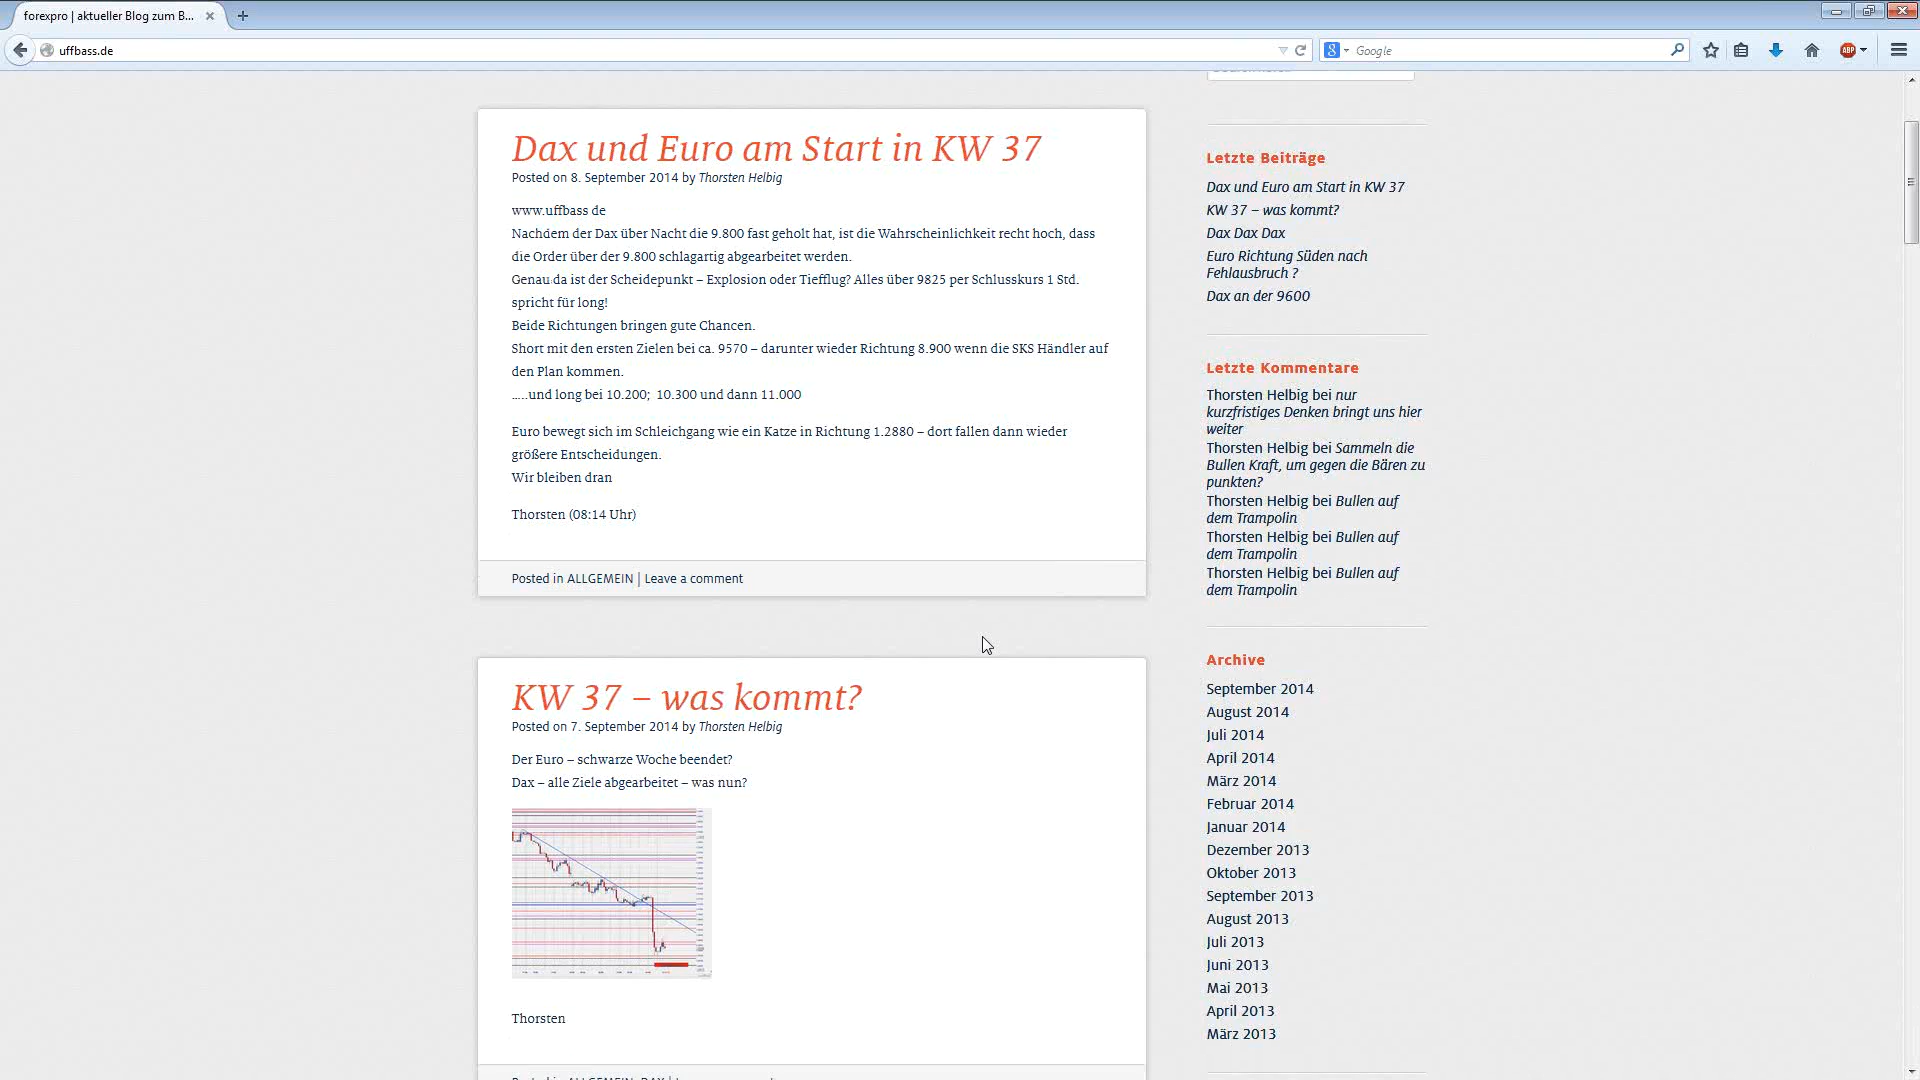 forexpro | aktueller Blog zum B...
uffbass.de
Google
Dax und Euro am Start in KW 37
Posted on 8. September 2014 by Thorsten Helbig
www.uffbass de
Nachdem der Dax über Nacht die 9.800 fast geholt hat, ist die Wahrscheinlichkeit recht hoch, dass
die Order über der 9.800 schlagartig abgearbeitet werden.
Genau da ist der Scheidepunkt – Explosion oder Tiefflug? Alles über 9825 per Schlusskurs 1 Std.
spricht für long!
Beide Richtungen bringen gute Chancen.
Short mit den ersten Zielen bei ca. 9570 – darunter wieder Richtung 8.900 wenn die SKS Händler auf
den Plan kommen.
…..und long bei 10.200; 10.300 und dann 11.000
Euro bewegt sich im Schleichgang wie ein Katze in Richtung 1.2880 – dort fallen dann wieder
größere Entscheidungen.
Wir bleiben dran
Thorsten (08:14 Uhr)
Posted in ALLGEMEIN | Leave a comment
KW 37 – was kommt?
Posted on 7. September 2014 by Thorsten Helbig
Der Euro – schwarze Woche beendet?
Dax – alle Ziele abgearbeitet – was nun?
Thorsten
Letzte Beiträge
Dax und Euro am Start in KW 37
KW 37 – was kommt?
Dax Dax Dax
Euro Richtung Süden nach
Fehlausbruch ?
Dax an der 9600
Letzte Kommentare
Thorsten Helbig bei nur
kurzfristiges Denken bringt uns hier
weiter
Thorsten Helbig bei Sammeln die
Bullen Kraft, um gegen die Bären zu
punkten?
Thorsten Helbig bei Bullen auf
dem Trampolin
Thorsten Helbig bei Bullen auf
dem Trampolin
Thorsten Helbig bei Bullen auf
dem Trampolin
Archive
September 2014
August 2014
Juli 2014
April 2014
März 2014
Februar 2014
Januar 2014
Dezember 2013
Oktober 2013
September 2013
August 2013
Juli 2013
Juni 2013
Mai 2013
April 2013
März 2013